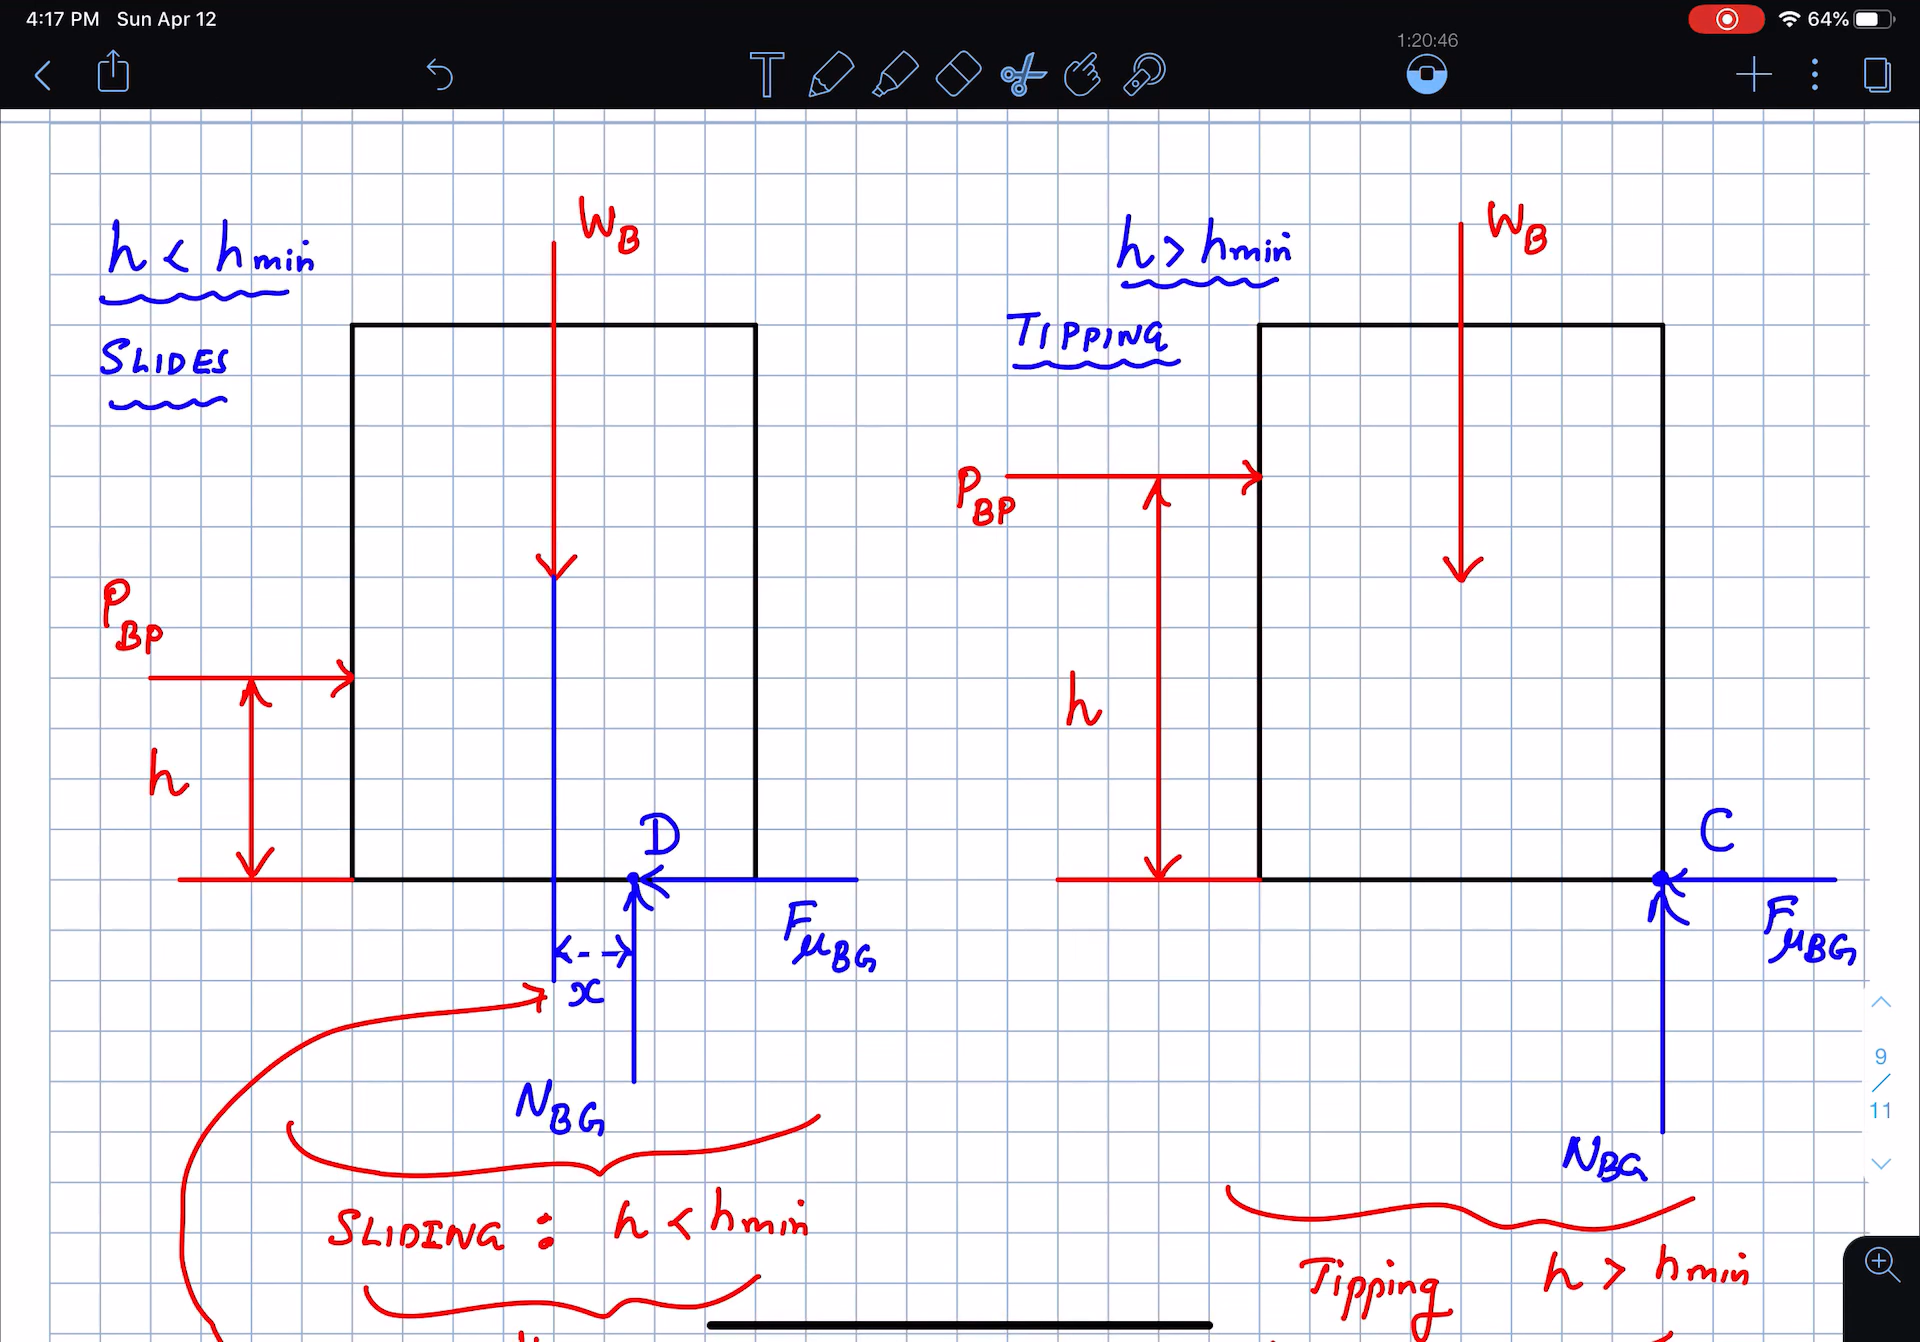 4:17 PM Sun Apr 12
64%
1:20:46
h < hmin
SLIDES
WB
PBP
h
D
FμBG
x
NBG
SLIDING : h < hmin
h > hmin
TIPPING
WB
PBP
h
C
FμBG
NBG
Tipping h > hmin
9
/
11